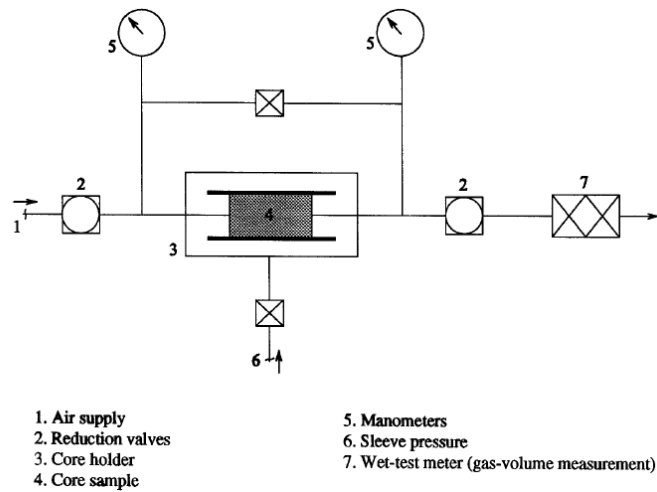 5
5
2
2
7
1
4
3
6
1. Air supply
2. Reduction valves
3. Core holder
4. Core sample
5. Manometers
6. Sleeve pressure
7. Wet-test meter (gas-volume measurement)